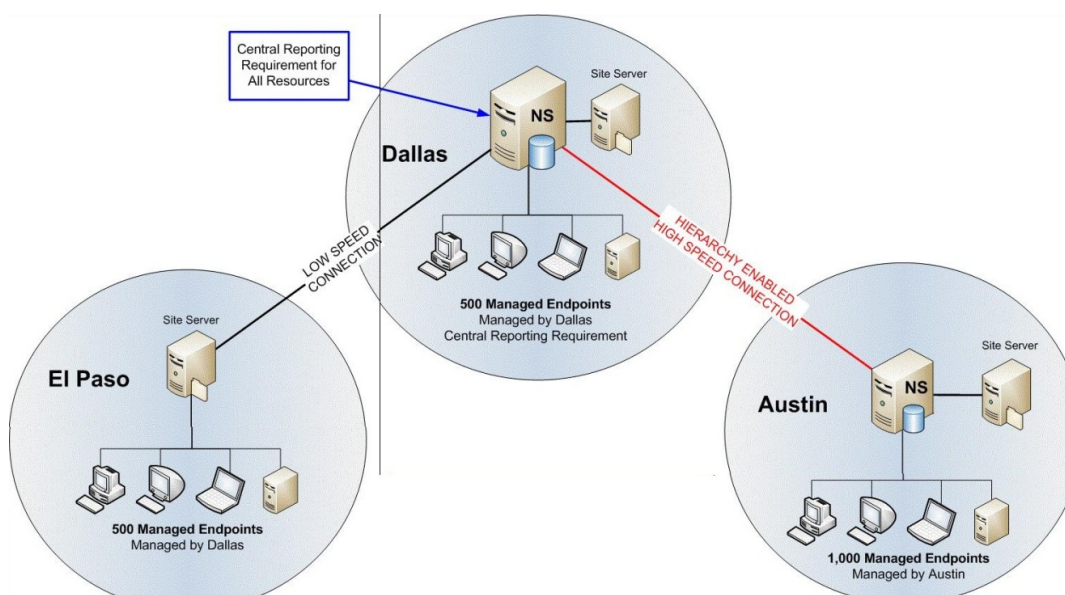 Central Reporting
Requirement for
All Resources
Site Server
NS
Dallas
LOW SPEED
CONNECTION
HIERARCHY ENABLED
HIGH SPEED CONNECTION
500 Managed Endpoints
Managed by Dallas
Central Reporting Requirement
Site Server
El Paso
500 Managed Endpoints
Managed by Dallas
Site Server
NS
Austin
1,000 Managed Endpoints
Managed by Austin